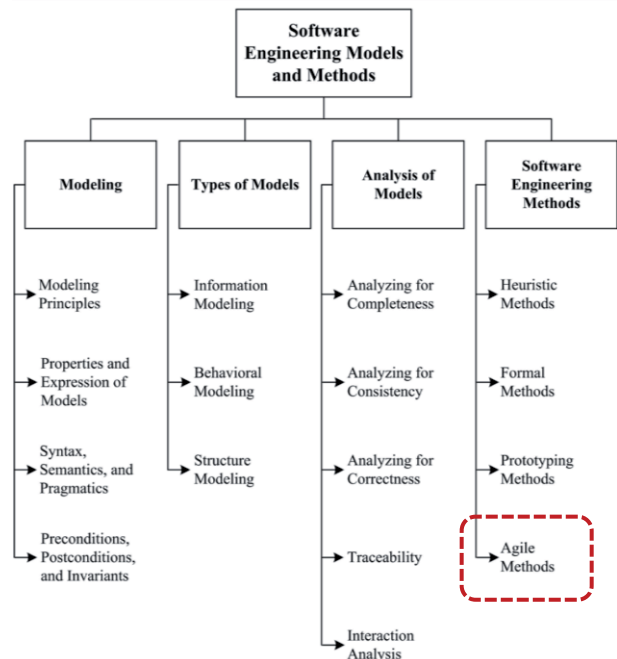 Software
Engineering Models
and Methods
Modeling
Types of Models
Analysis of
Models
Software
Engineering
Methods
Modeling
Principles
Properties and
Expression of
Models
Syntax,
Semantics, and
Pragmatics
Preconditions,
Postconditions,
and Invariants
Information
Modeling
Behavioral
Modeling
Structure
Modeling
Analyzing for
Completeness
Analyzing for
Consistency
Analyzing for
Correctness
Traceability
Interaction
Analysis
Heuristic
Methods
Formal
Methods
Prototyping
Methods
Agile
Methods